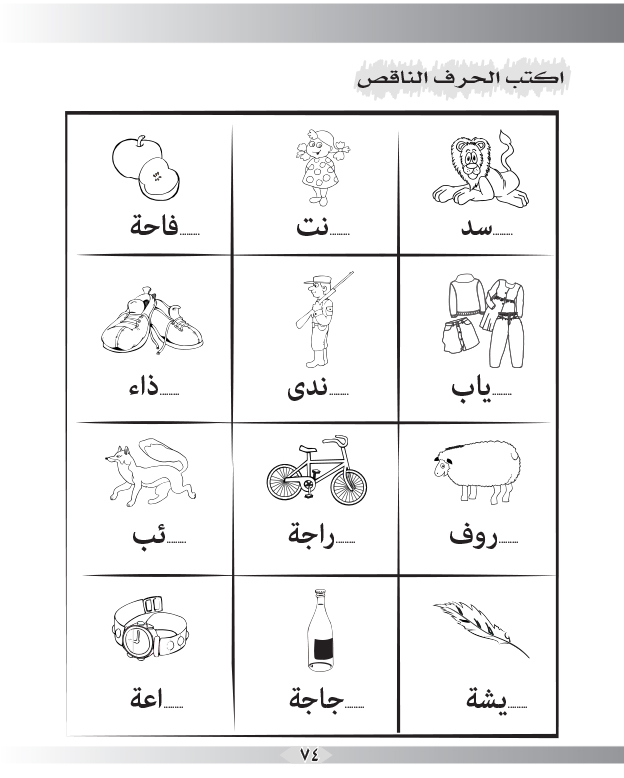 اكتب الحرف الناقص
.........سد
.........نت
.........فاحة
.........ياب
.........ندى
.........ذاء
.........روف
.........راجة
.........ئب
.........يشة
.........جاجة
.........اعة
٧٤